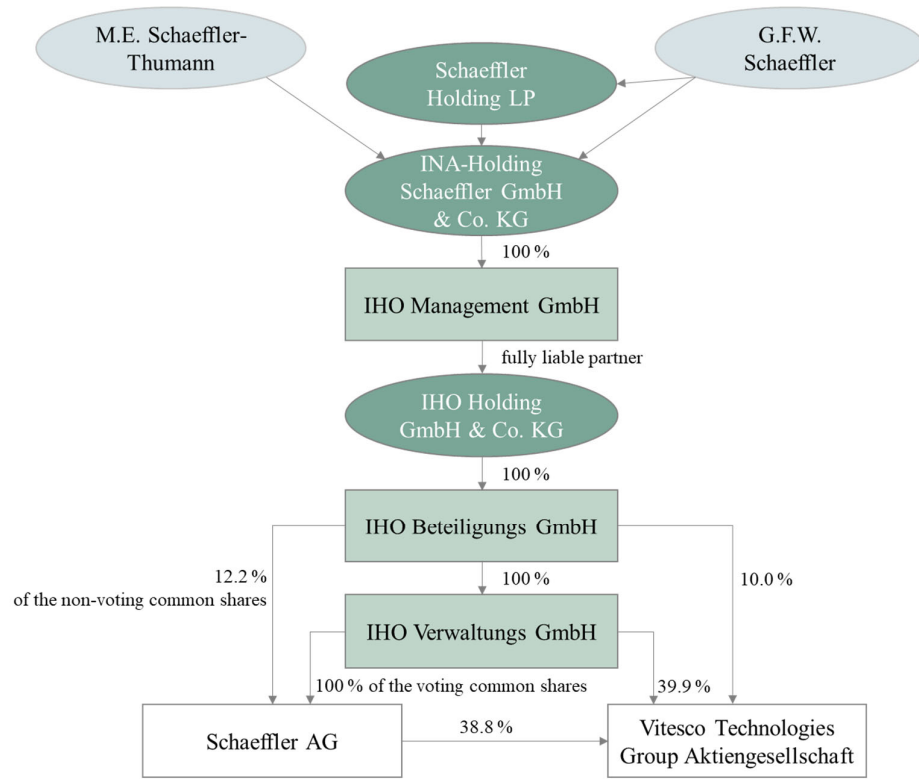 M.E. Schaeffler-
Thumann
G.F.W.
Schaeffler
Schaeffler
Holding LP
INA-Holding
Schaeffler GmbH
& Co. KG
100 %
IHO Management GmbH
fully liable partner
IHO Holding
GmbH & Co. KG
100 %
IHO Beteiligungs GmbH
12.2 %
of the non-voting common shares
100 %
10.0 %
IHO Verwaltungs GmbH
100 % of the voting common shares
39.9 %
Schaeffler AG
38.8 %
Vitesco Technologies
Group Aktiengesellschaft